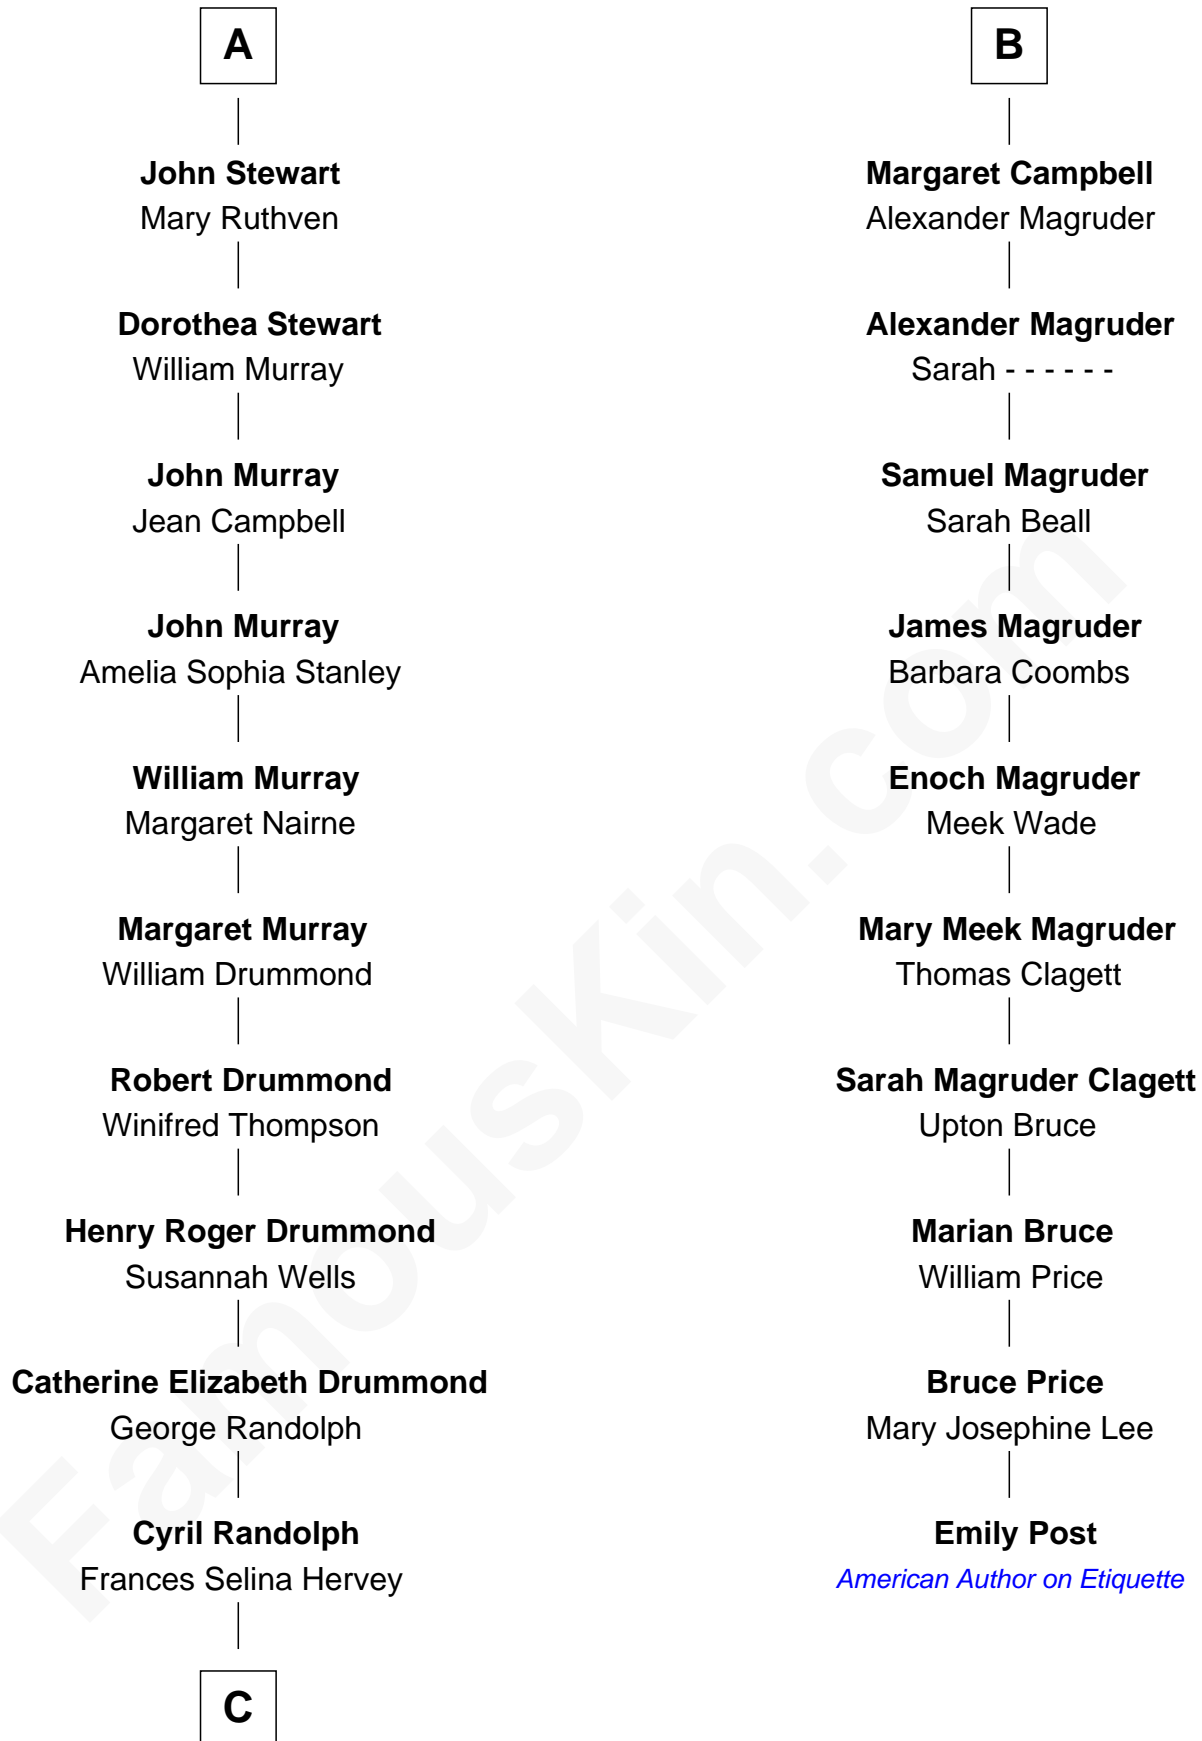 A
John Stewart
Mary Ruthven
Dorothea Stewart
William Murray
John Murray
Jean Campbell
John Murray
Amelia Sophia Stanley
William Murray
Margaret Nairne
Margaret Murray
William Drummond
Robert Drummond
Winifred Thompson
Henry Roger Drummond
Susannah Wells
Catherine Elizabeth Drummond
George Randolph
Cyril Randolph
Frances Selina Hervey
C
B
Margaret Campbell
Alexander Magruder
Alexander Magruder
Sarah - - - - - -
Samuel Magruder
Sarah Beall
James Magruder
Barbara Coombs
Enoch Magruder
Meek Wade
Mary Meek Magruder
Thomas Clagett
Sarah Magruder Clagett
Upton Bruce
Marian Bruce
William Price
Bruce Price
Mary Josephine Lee
Emily Post
American Author on Etiquette
FamousKin.com